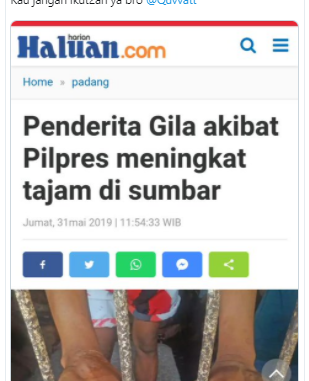 Kau jangan ikutzan ya bro @Quwatt
harian
Haluan.com
Home » padang
Penderita Gila akibat
Pilpres meningkat
tajam di sumbar
Jumat, 31mai 2019 | 11:54:33 WIB